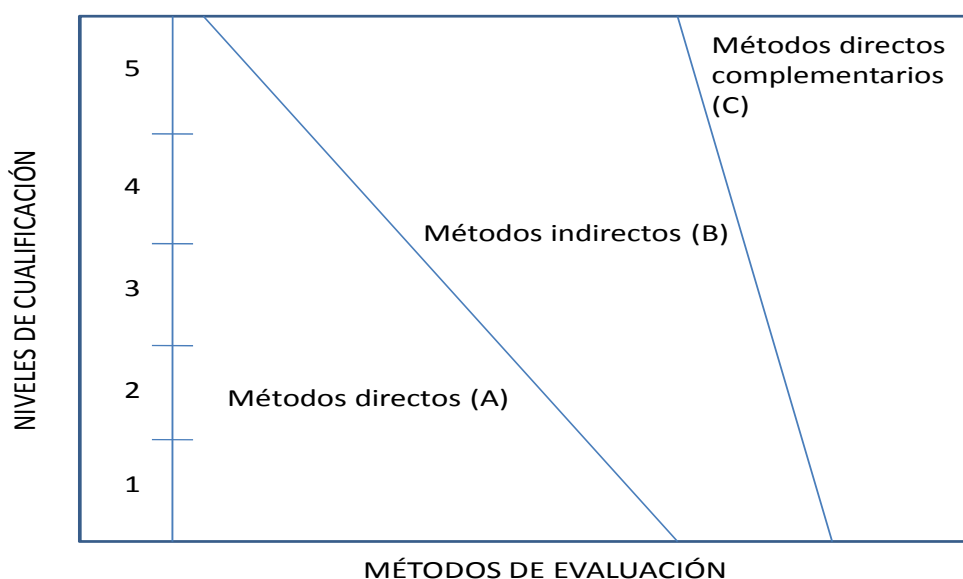 NIVELES DE CUALIFICACIÓN
5
4
3
2
1
Métodos directos
complementarios
(C)
Métodos indirectos (B)
Métodos directos (A)
MÉTODOS DE EVALUACIÓN